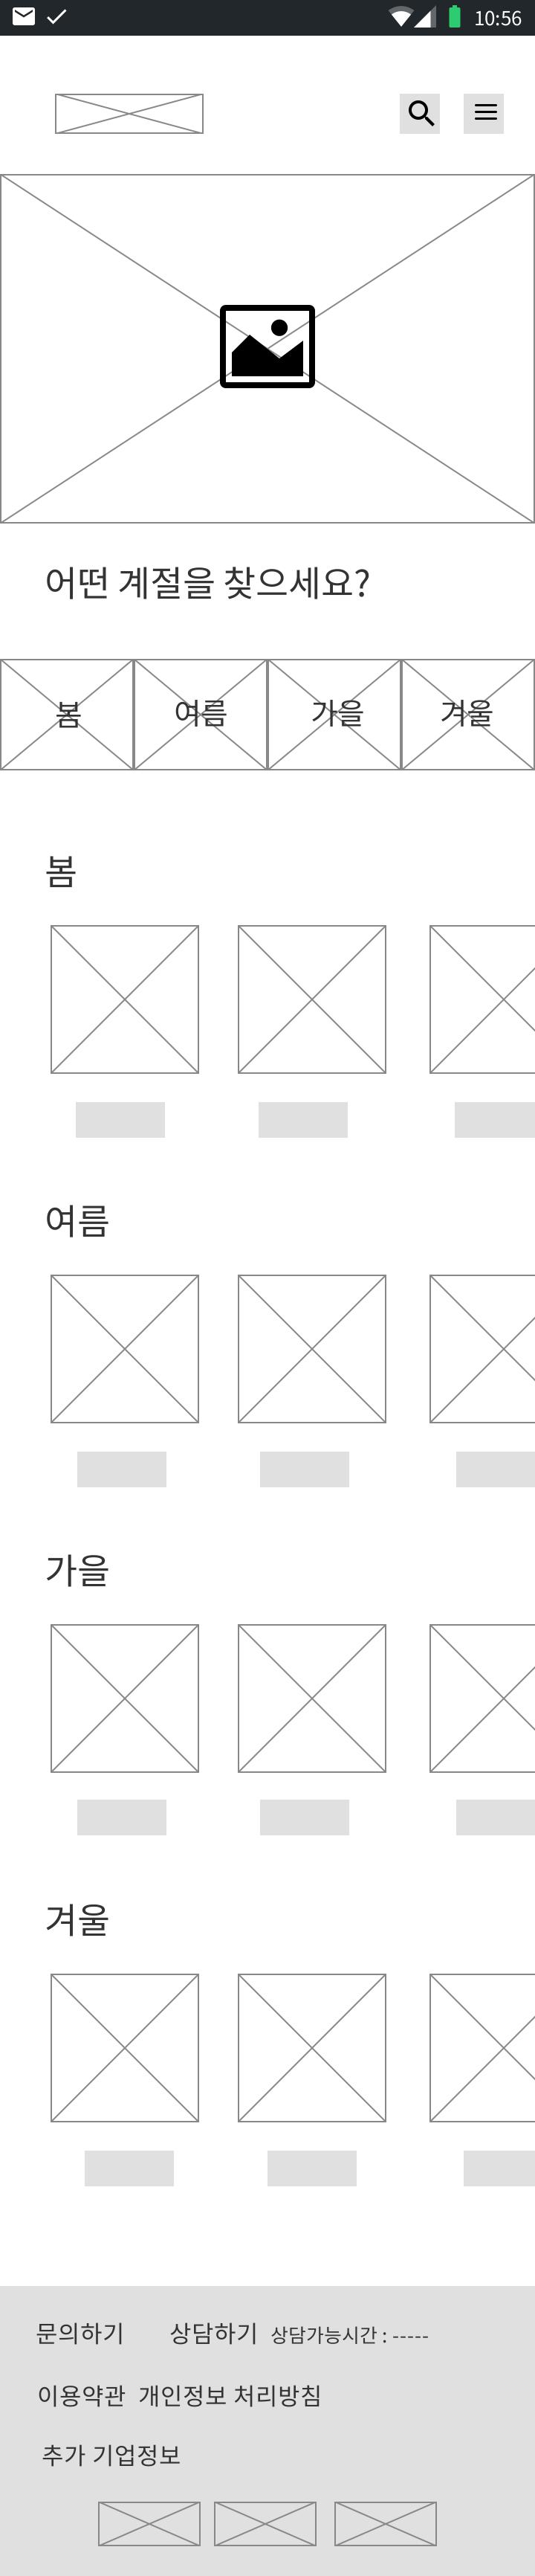 10:56
어떤 계절을 찾으세요?
봄 여름 가을 겨울
봄
여름
가을
겨울
문의하기 상담하기 상담가능시간 : -----
이용약관 개인정보 처리방침
추가 기업정보